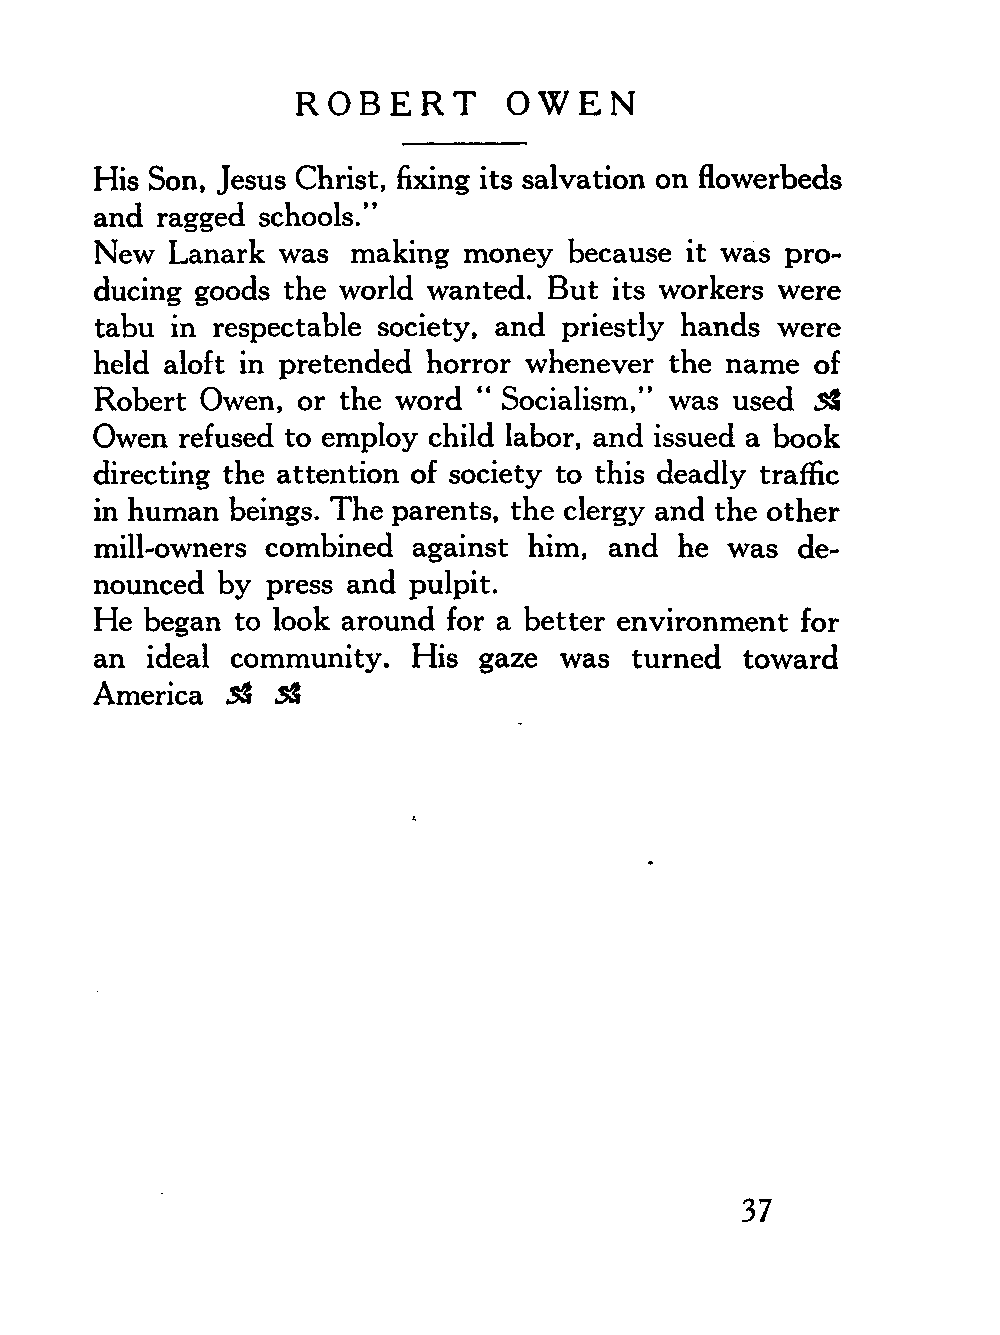 ROBERT OWEN
His Son, Jesus Christ, fixing its salvation on flowerbeds
and ragged schools.”
New Lanark was making money because it was pro-
ducing goods the world wanted. But its workers were
tabu in respectable society, and priestly hands were
held aloft in pretended horror whenever the name of
Robert Owen, or the word “ Socialism,” was used
Owen refused to employ child labor, and issued a book
directing the attention of society to this deadly traffic
in human beings. The parents, the clergy and the other
mill-owners combined against him, and he was de-
nounced by press and pulpit.
He began to look around for a better environment for
an ideal community. His gaze was turned toward
America
37